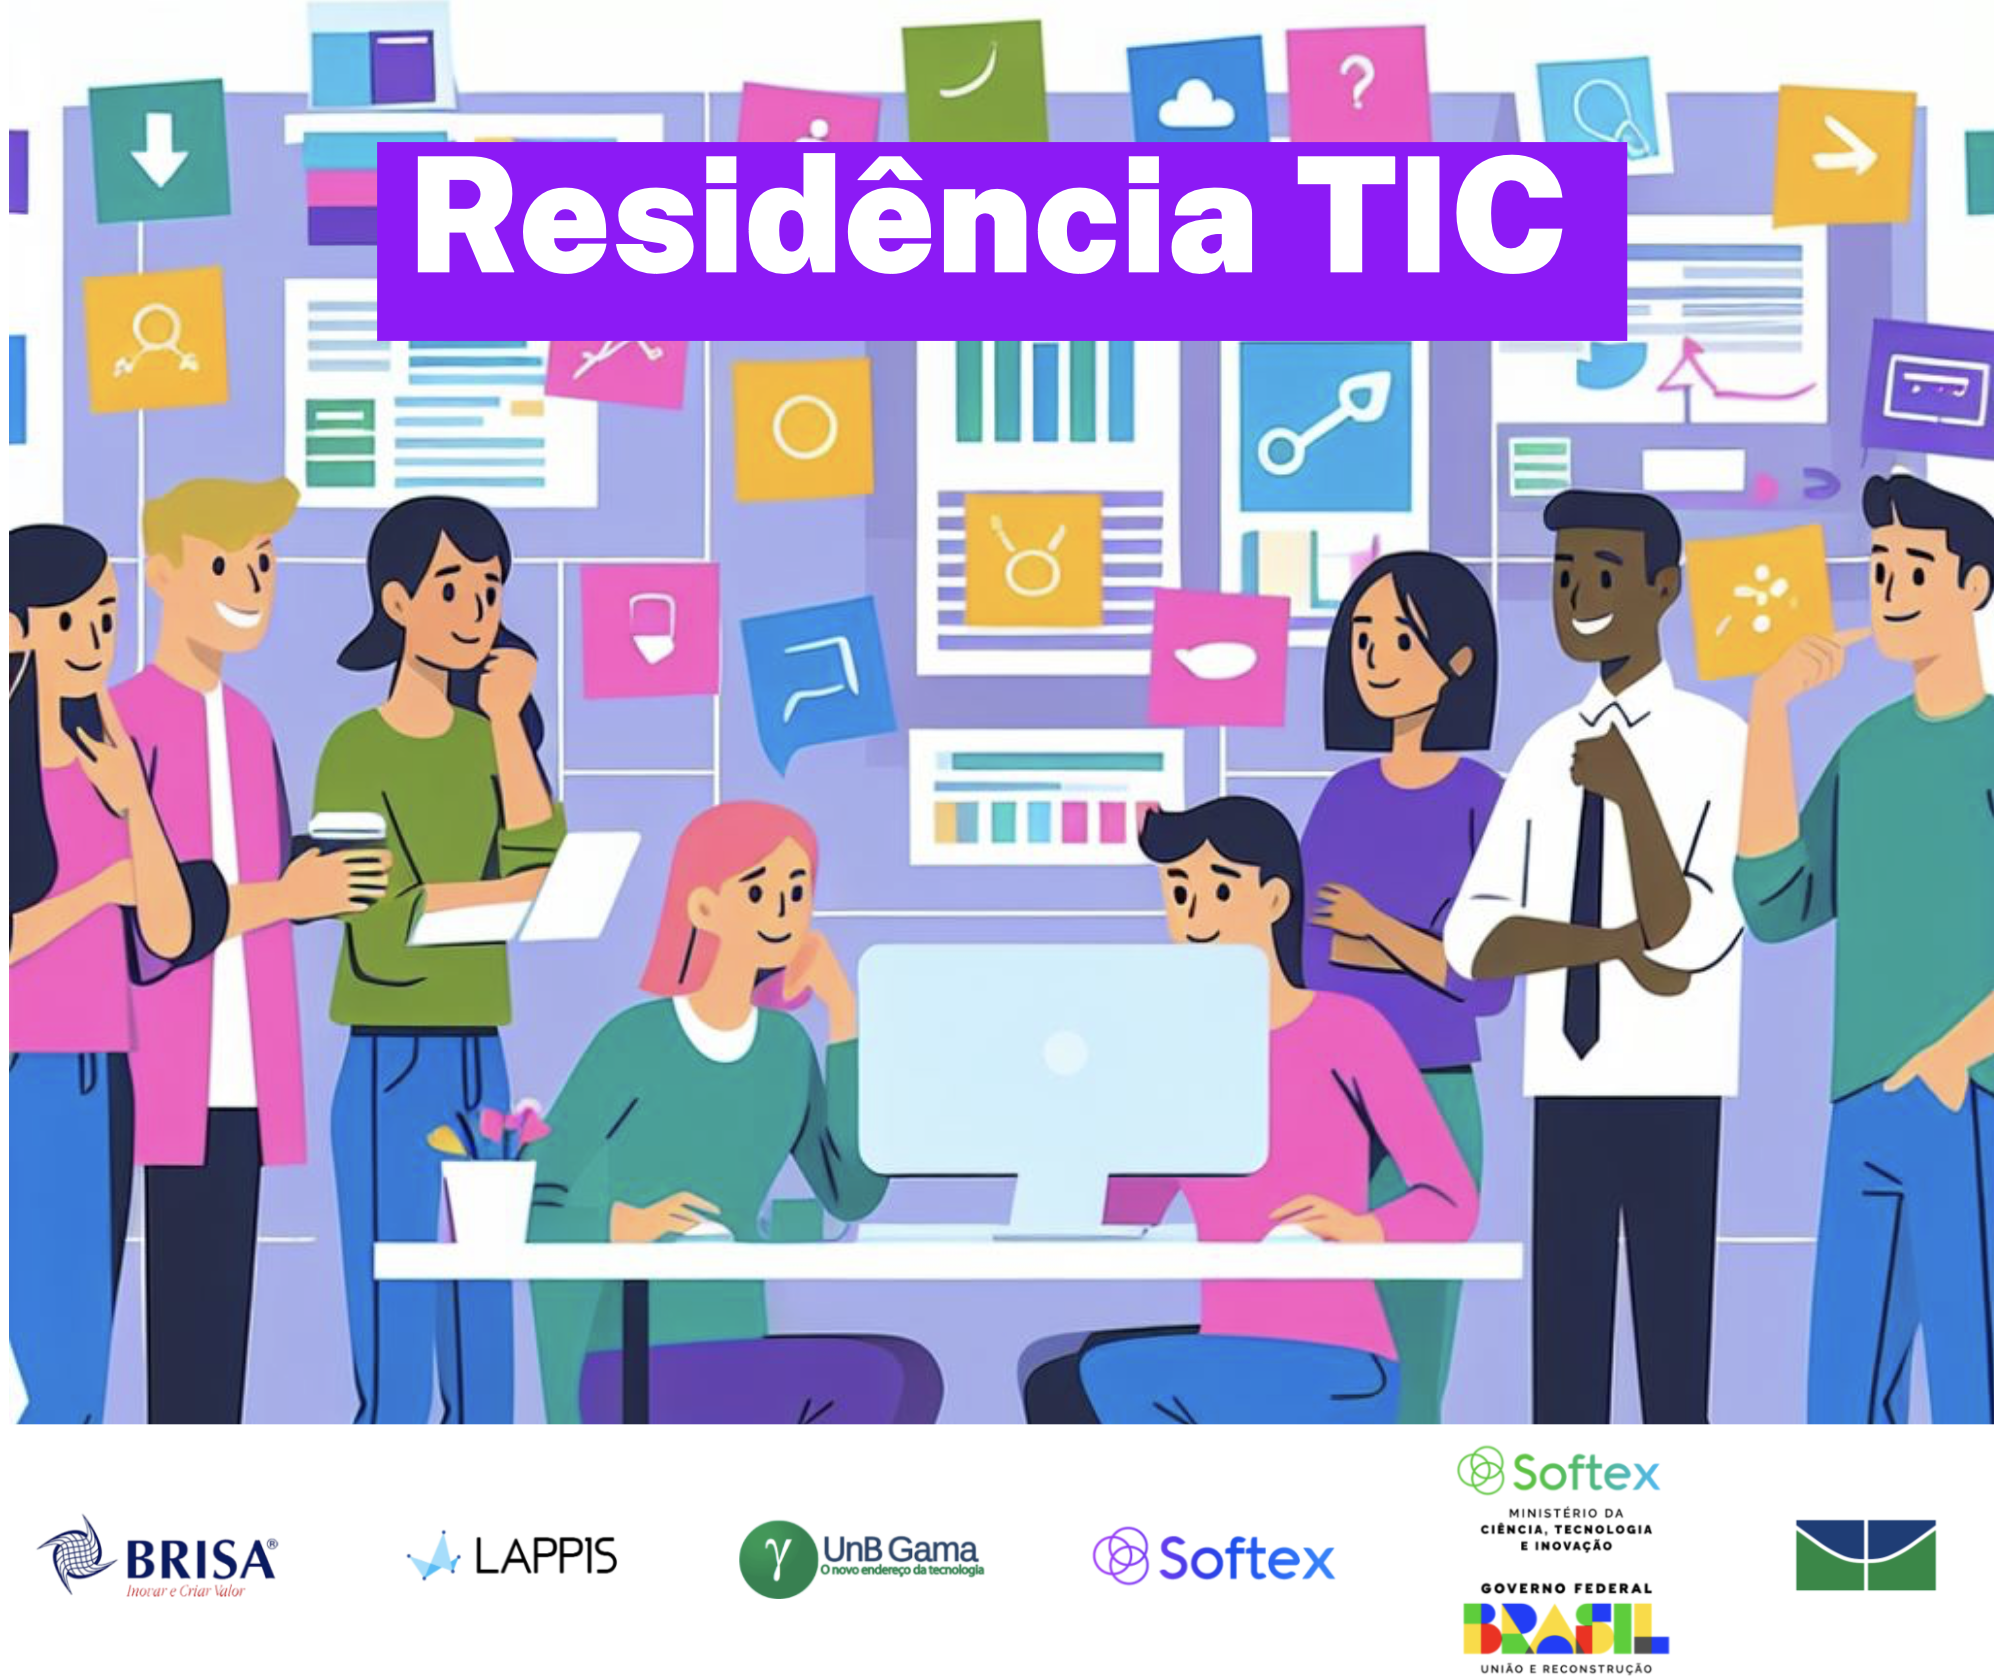 Residência TIC
BRISA®
Inovar e Criar Valor
LAPPIS
γ
UnB Gama
O novo endereço da tecnologia
Softex
Softex
MINISTÉRIO DA
CIÊNCIA, TECNOLOGIA
E INOVAÇÃO
GOVERNO FEDERAL
BRASIL
UNIÃO E RECONSTRUÇÃO